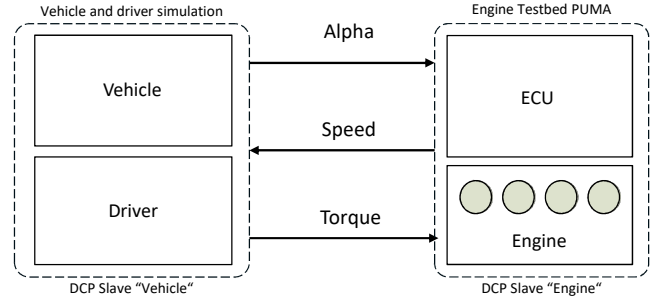 Vehicle and driver simulation
Engine Testbed PUMA
Alpha
Vehicle
ECU
Speed
Driver
Torque
Engine
DCP Slave “Vehicle“
DCP Slave “Engine“